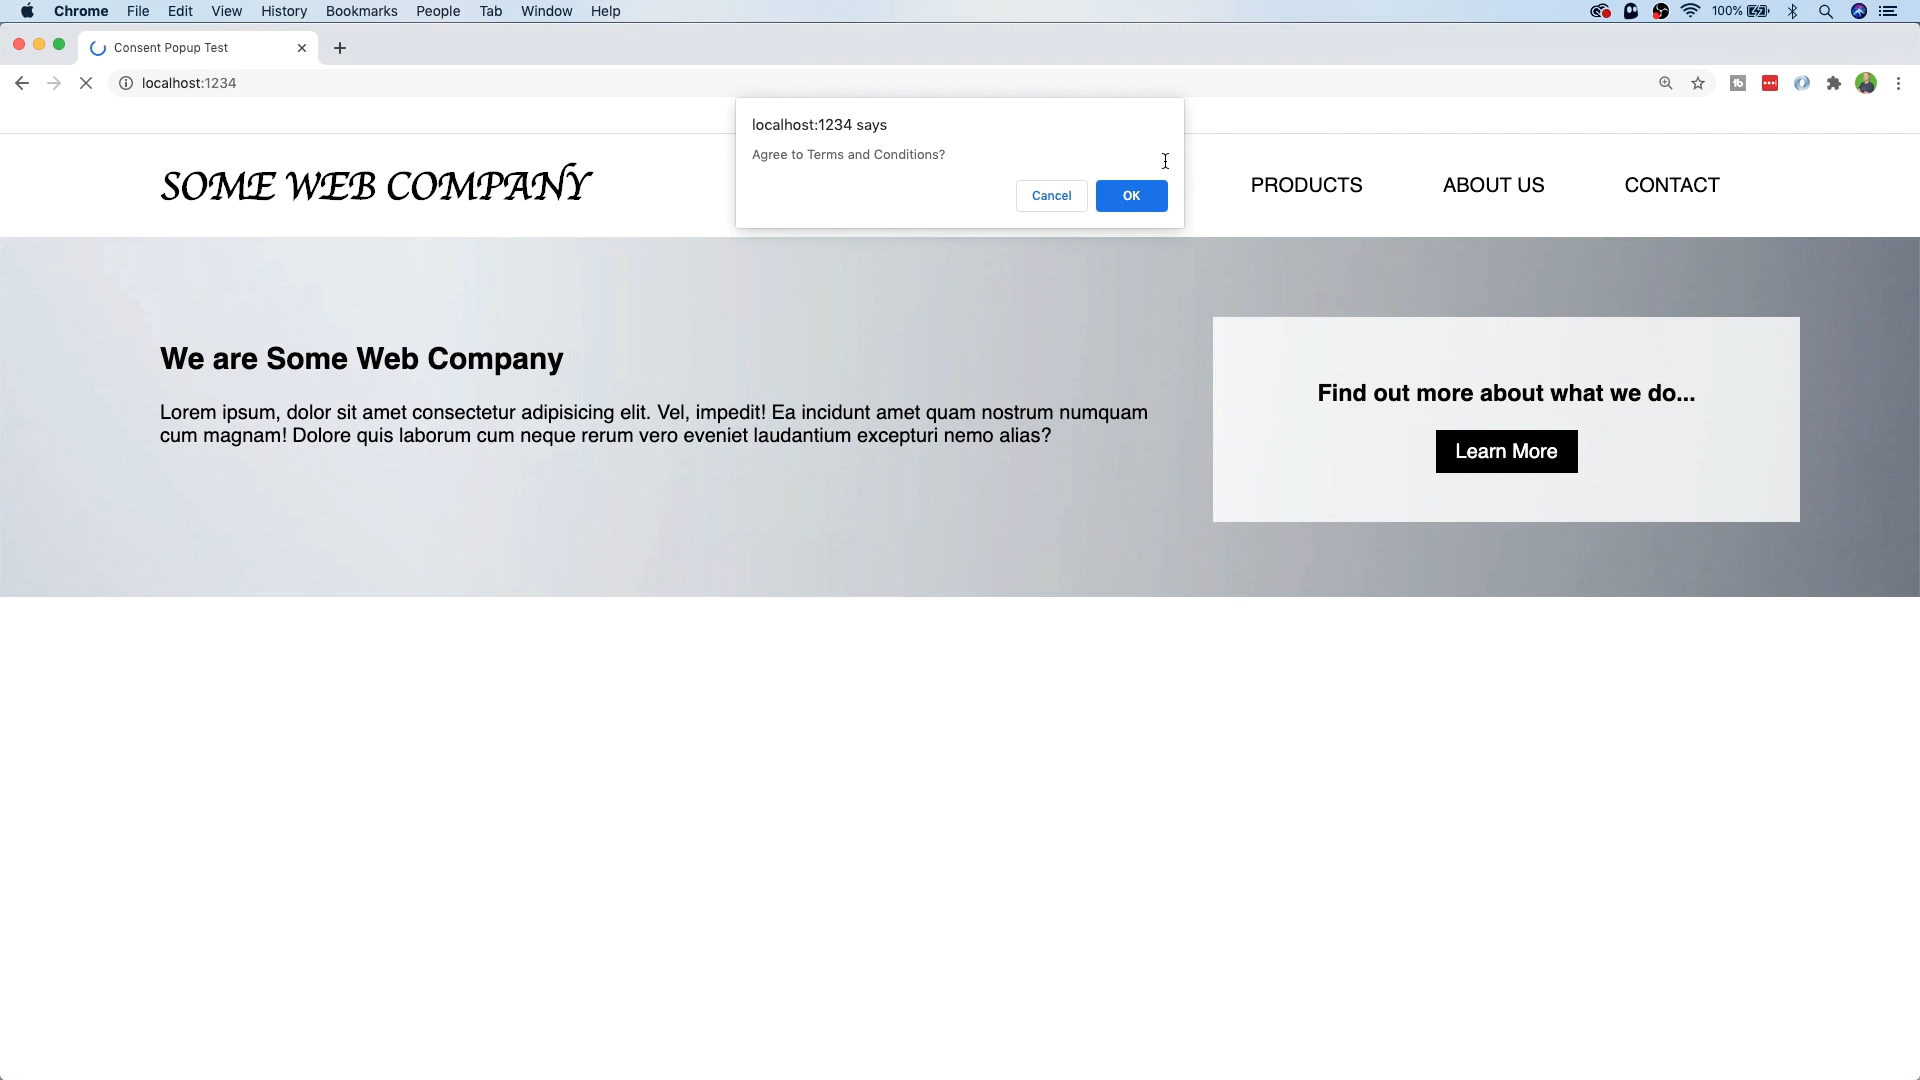 Chrome File Edit View History Bookmarks People Tab Window Help
100%
Consent Popup Test
localhost:1234
localhost:1234 says
Agree to Terms and Conditions?
Cancel OK
SOME WEB COMPANY
PRODUCTS ABOUT US CONTACT
We are Some Web Company
Lorem ipsum, dolor sit amet consectetur adipisicing elit. Vel, impedit! Ea incidunt amet quam nostrum numquam
cum magnam! Dolore quis laborum cum neque rerum vero eveniet laudantium excepturi nemo alias?
Find out more about what we do...
Learn More